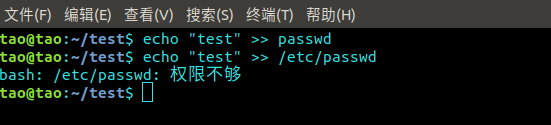 文件(F) 编辑(E) 查看(V) 搜索(S) 终端(T) 帮助(H)
tao@tao:~/test$ echo "test" >> passwd
tao@tao:~/test$ echo "test" >> /etc/passwd
bash: /etc/passwd: 权限不够
tao@tao:~/test$